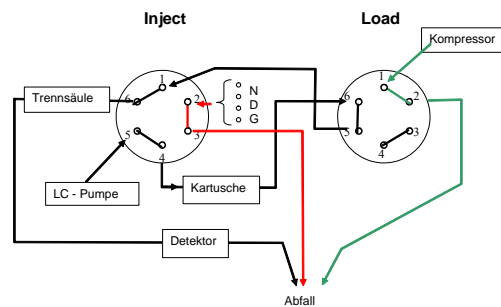 Inject
Load
Kompressor
Trennsäule
1
2
3
4
5
6
N
D
G
1
2
3
4
5
6
LC - Pumpe
Kartusche
Detektor
Abfall